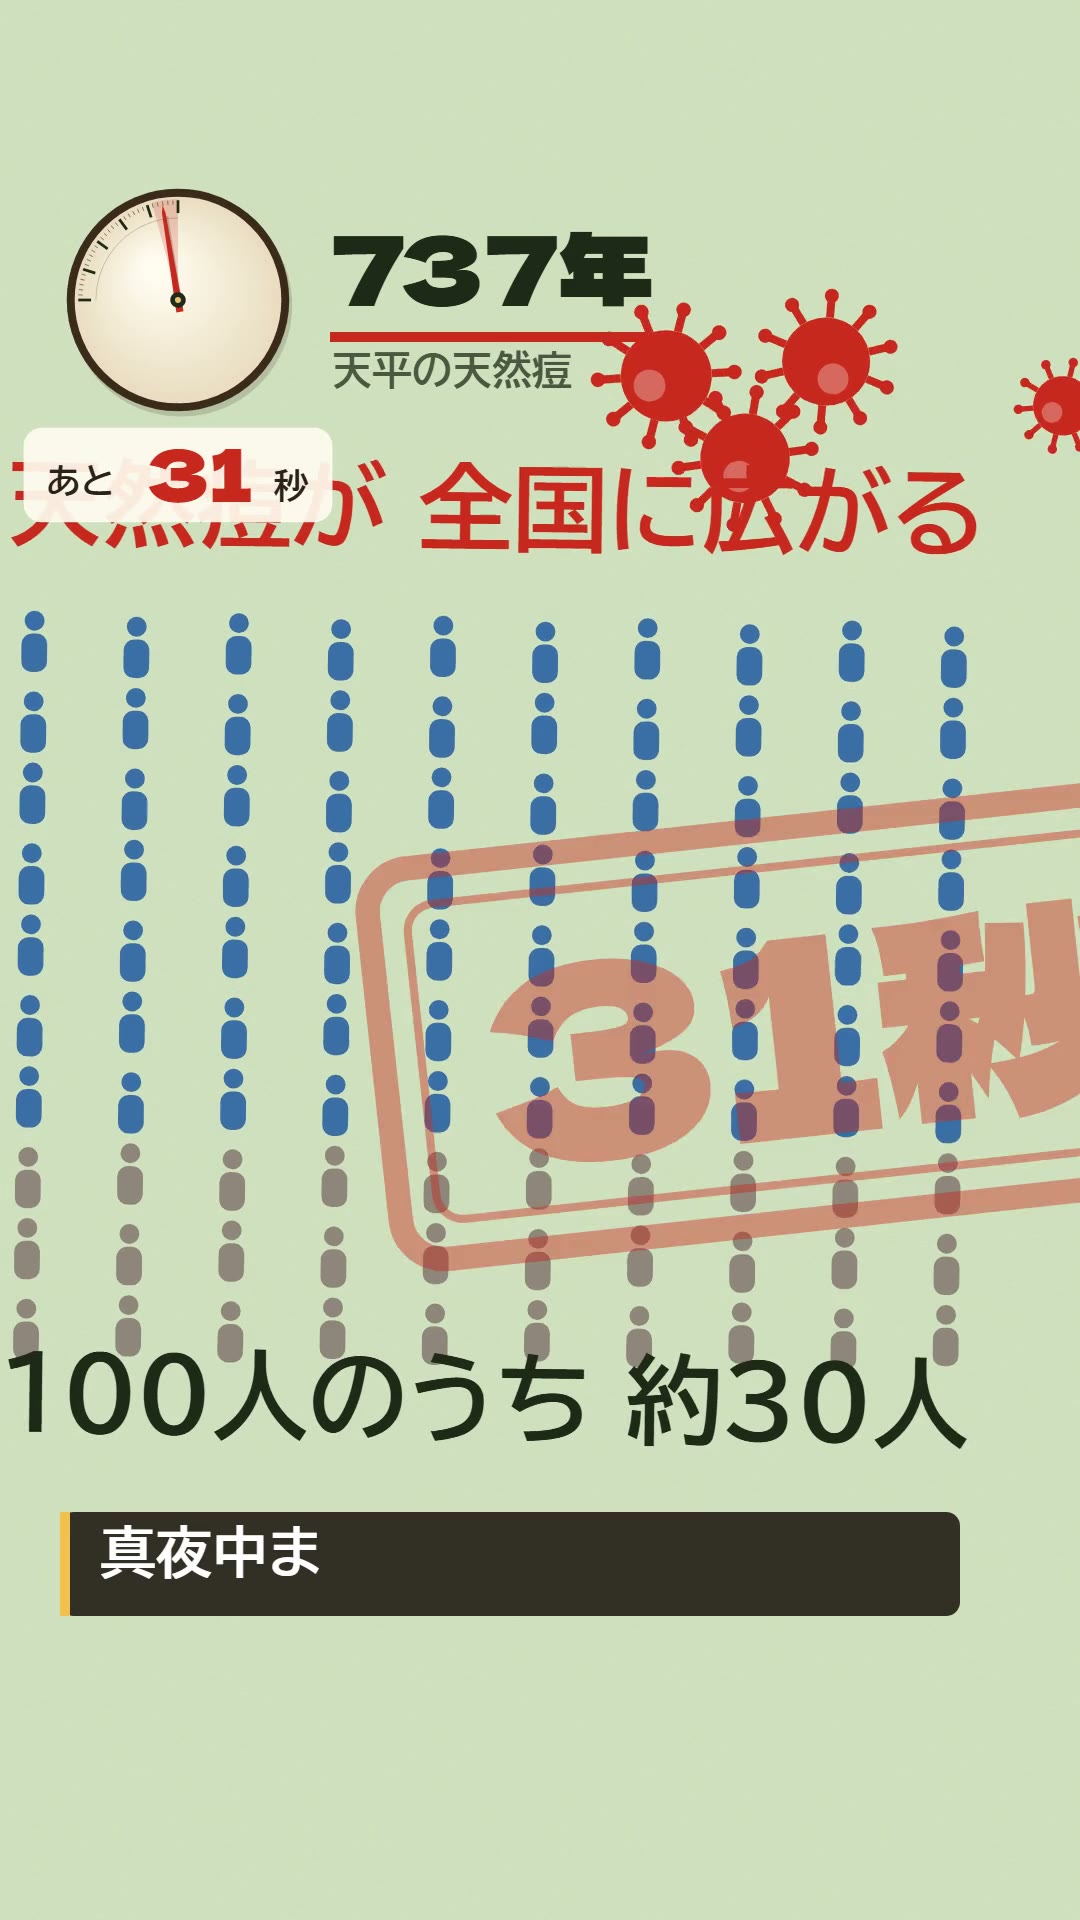 737年
天平の天然痘
あと 31 秒
天然痘が 全国に広がる
31秒
100人のうち 約30人
真夜中ま